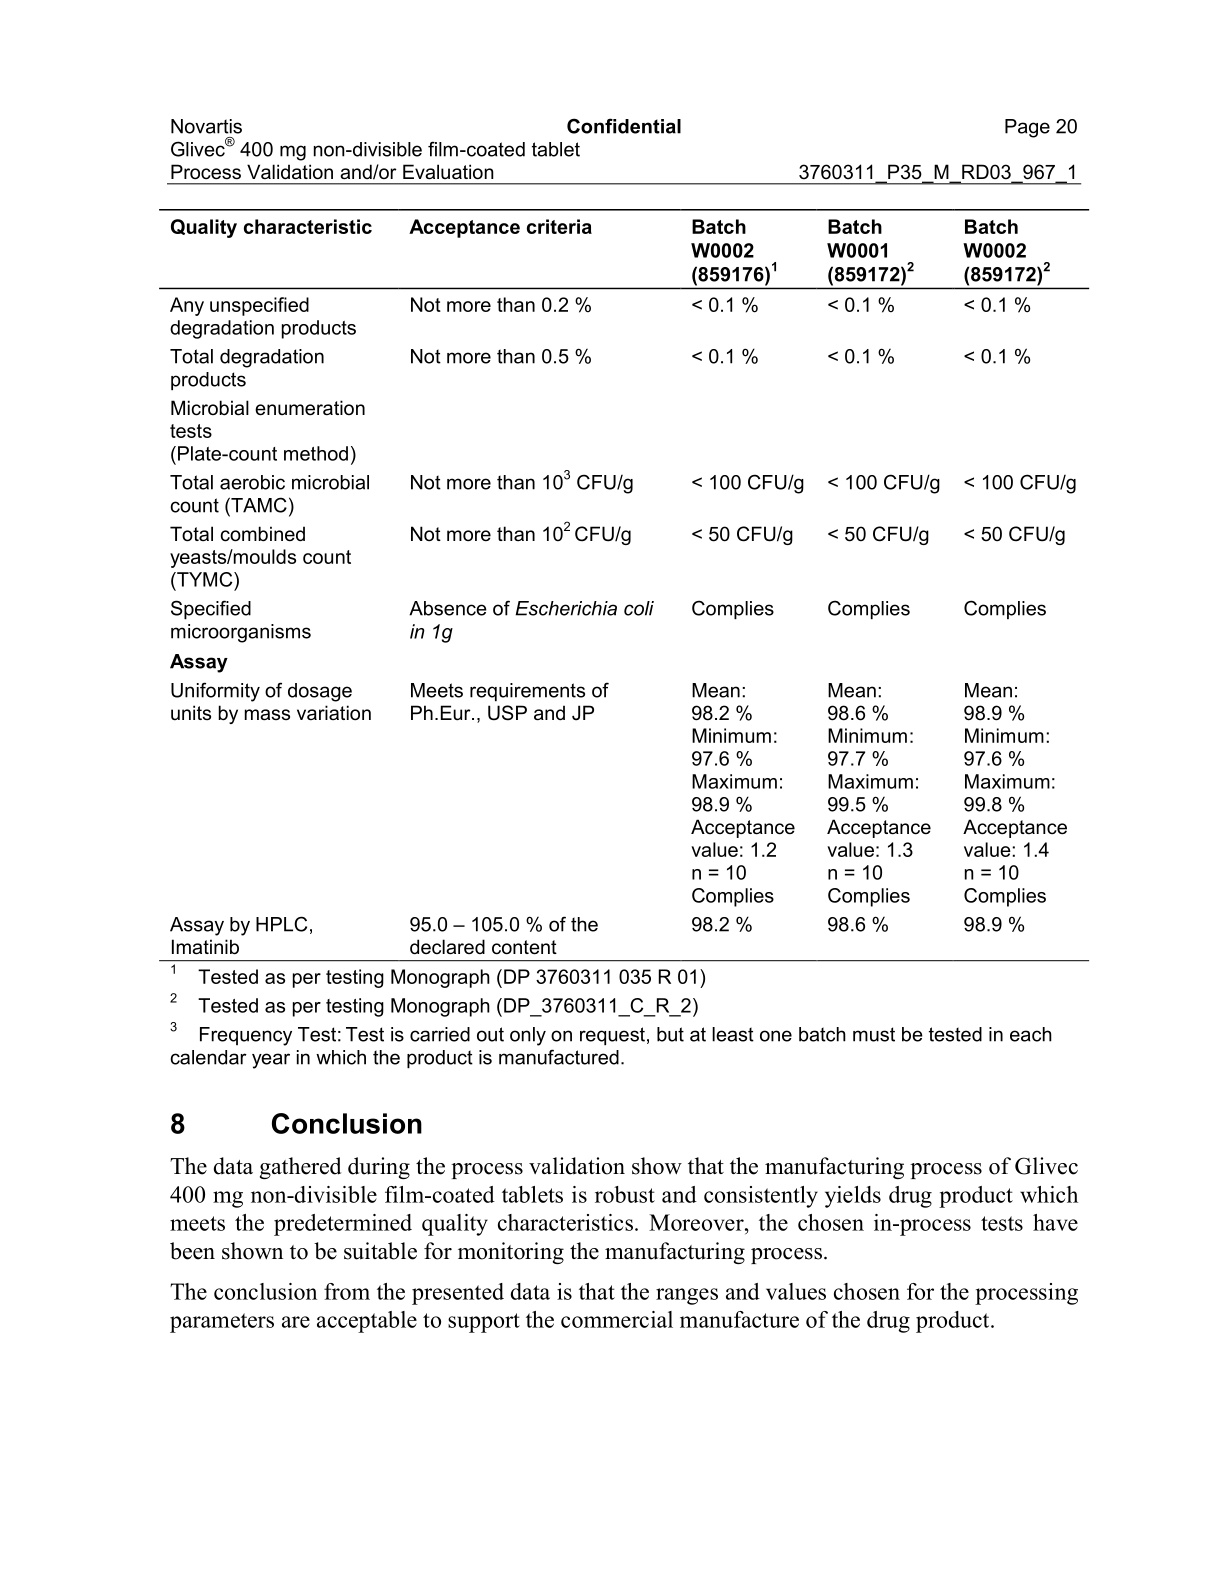 Novartis Confidential Page 20
Glivec® 400 mg non-divisible film-coated tablet
Process Validation and/or Evaluation 3760311_P35_M_RD03_967_1
Quality characteristic Acceptance criteria Batch Batch Batch
W0002 W0001 W0002
(859176)1 (859172)2 (859172)2
Any unspecified Not more than 0.2 % < 0.1 % < 0.1 % < 0.1 %
degradation products
Total degradation Not more than 0.5 % < 0.1 % < 0.1 % < 0.1 %
products
Microbial enumeration
tests
(Plate-count method)
Total aerobic microbial Not more than 10³ CFU/g < 100 CFU/g < 100 CFU/g < 100 CFU/g
count (TAMC)
Total combined Not more than 10² CFU/g < 50 CFU/g < 50 CFU/g < 50 CFU/g
yeasts/moulds count
(TYMC)
Specified Absence of Escherichia coli Complies Complies Complies
microorganisms in 1g
Assay
Uniformity of dosage Meets requirements of Mean: Mean: Mean:
units by mass variation Ph.Eur., USP and JP 98.2 % 98.6 % 98.9 %
Minimum: Minimum: Minimum:
97.6 % 97.7 % 97.6 %
Maximum: Maximum: Maximum:
98.9 % 99.5 % 99.8 %
Acceptance Acceptance Acceptance
value: 1.2 value: 1.3 value: 1.4
n = 10 n = 10 n = 10
Complies Complies Complies
Assay by HPLC, 95.0 – 105.0 % of the 98.2 % 98.6 % 98.9 %
Imatinib declared content
1 Tested as per testing Monograph (DP 3760311 035 R 01)
2 Tested as per testing Monograph (DP_3760311_C_R_2)
3 Frequency Test: Test is carried out only on request, but at least one batch must be tested in each
calendar year in which the product is manufactured.
8 Conclusion
The data gathered during the process validation show that the manufacturing process of Glivec
400 mg non-divisible film-coated tablets is robust and consistently yields drug product which
meets the predetermined quality characteristics. Moreover, the chosen in-process tests have
been shown to be suitable for monitoring the manufacturing process.
The conclusion from the presented data is that the ranges and values chosen for the processing
parameters are acceptable to support the commercial manufacture of the drug product.